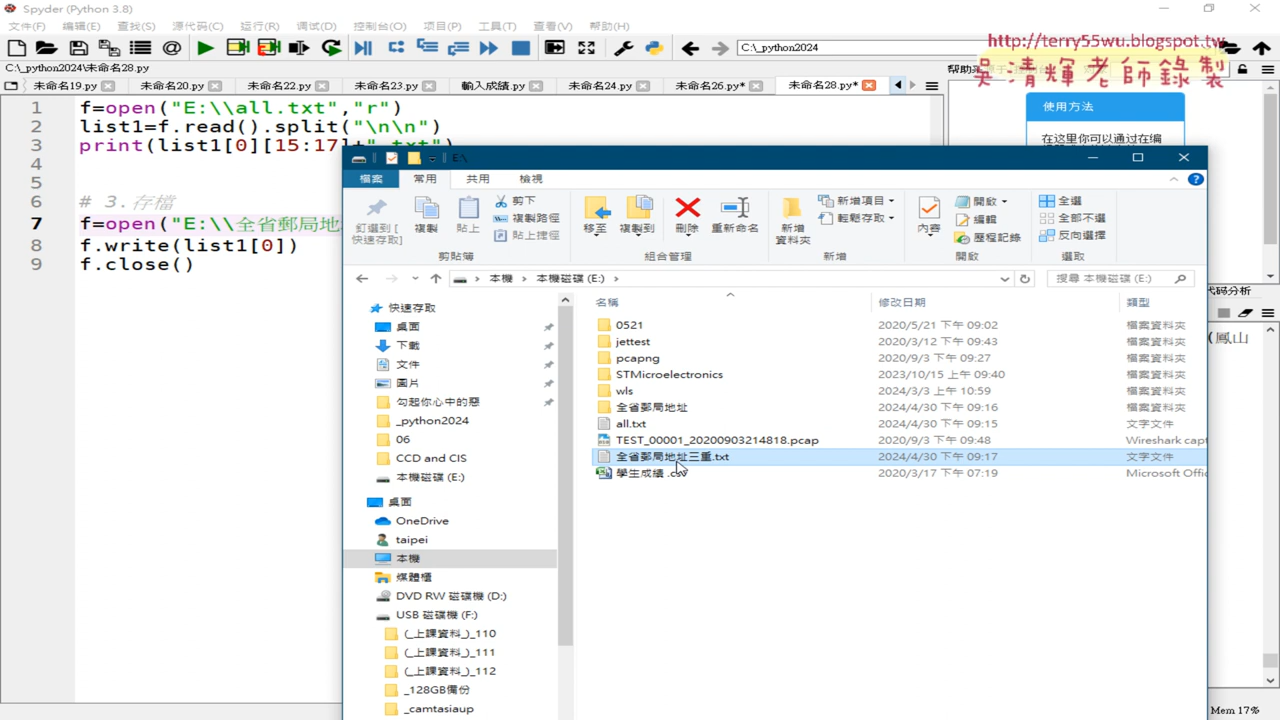 Spyder (Python 3.8)
文件(F) 编辑(E) 查找(S) 源代码(C) 运行(R) 调试(D) 控制台(O) 项目(P) 工具(T) 查看(V) 帮助(H)
C:\_python2024
http://terry55wu.blogspot.tw
吳清輝老師錄製
C:\_python2024\未命名28.py
未命名19.py 未命名20.py 未命名22.py 未命名23.py 輸入成績.py 未命名24.py 未命名26.py* 未命名28.py*
使用方法
在这里你可以通过在编
1 f=open("E:\\all.txt","r")
2 list1=f.read().split("\n\n")
3 print(list1[0][15:17]+".txt")
4
5
6 # 3.存檔
7 f=open("E:\\全省郵局地
8 f.write(list1[0])
9 f.close()
E:\
檔案 常用 共用 檢視
釘選到 [快速存取]
複製
貼上
剪下
複製路徑
貼上捷徑
剪貼簿
移至
複製到
刪除
重新命名
組合管理
新增資料夾
新增項目
輕鬆存取
新增
內容
開啟
編輯
歷程記錄
開啟
全選
全部不選
反向選擇
選取
本機 本機磁碟 (E:)
搜尋 本機磁碟 (E:)
快速存取
桌面
下載
文件
圖片
勾起你心中的惡
_python2024
06
CCD and CIS
本機磁碟 (E:)
桌面
OneDrive
taipei
本機
媒體櫃
DVD RW 磁碟機 (D:)
USB 磁碟機 (F:)
(_上課資料_)_110
(_上課資料_)_111
(_上課資料_)_112
_128GB備份
_camtasiaup
名稱 修改日期 類型
0521 2020/5/21 下午 09:02 檔案資料夾
jettest 2020/3/12 下午 09:43 檔案資料夾
pcapng 2020/9/3 下午 09:27 檔案資料夾
STMicroelectronics 2023/10/15 上午 09:40 檔案資料夾
wls 2024/3/3 上午 10:59 檔案資料夾
全省郵局地址 2024/4/30 下午 09:16 檔案資料夾
all.txt 2024/4/30 下午 09:15 文字文件
TEST_00001_20200903214818.pcap 2020/9/3 下午 09:48 Wireshark capt
全省郵局地址三重.txt 2024/4/30 下午 09:17 文字文件
學生成績 .csv 2020/3/17 下午 07:19 Microsoft Offic
代码分析
(鳳山
Mem 17%